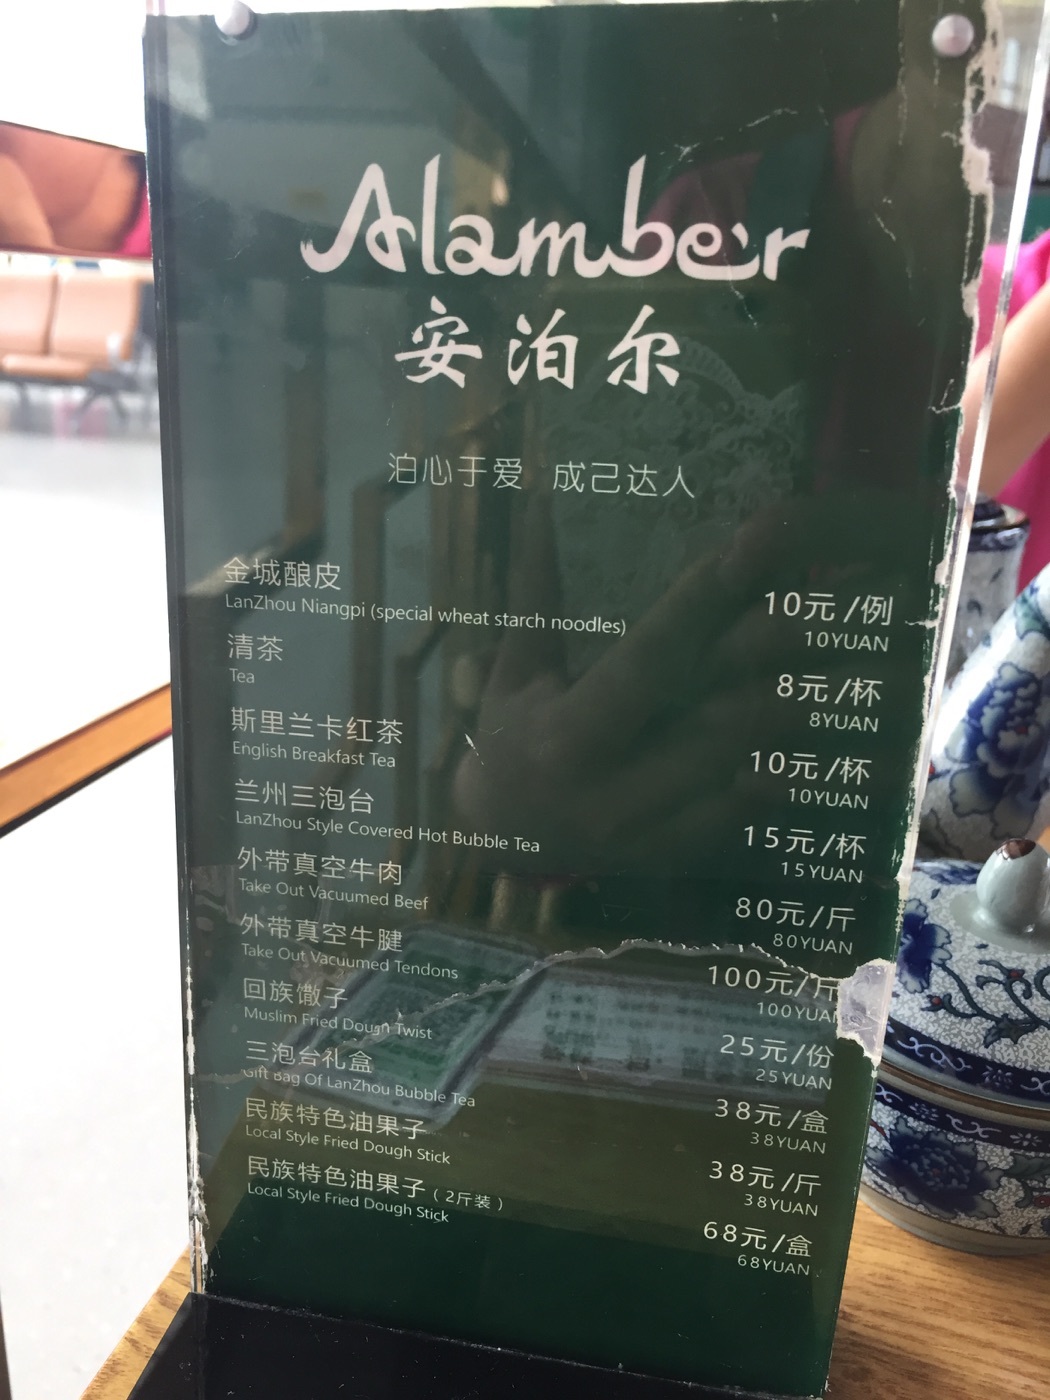 Alamber
安泊尔
泊心于爱 成己达人
金城酿皮
LanZhou Niangpi (special wheat starch noodles)
10元/例
10YUAN
清茶
Tea
8元/杯
8YUAN
斯里兰卡红茶
English Breakfast Tea
10元/杯
10YUAN
兰州三泡台
LanZhou Style Covered Hot Bubble Tea
15元/杯
15YUAN
外带真空牛肉
Take Out Vacuumed Beef
80元/斤
80YUAN
外带真空牛腱
Take Out Vacuumed Tendons
100元/斤
100YUAN
回族馓子
Muslim Fried Dough Twist
25元/份
25YUAN
三泡台礼盒
Gift Bag Of LanZhou Bubble Tea
38元/盒
38YUAN
民族特色油果子
Local Style Fried Dough Stick
38元/斤
38YUAN
民族特色油果子（2斤装）
Local Style Fried Dough Stick
68元/盒
68YUAN